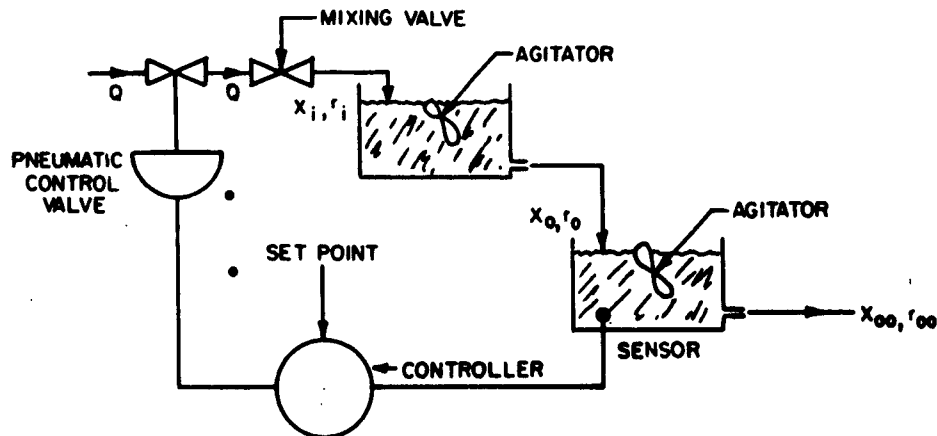 MIXING VALVE
AGITATOR
Q
Q
Xi, ri
PNEUMATIC
CONTROL
VALVE
Xo, ro
AGITATOR
SET POINT
Xoo, roo
SENSOR
CONTROLLER